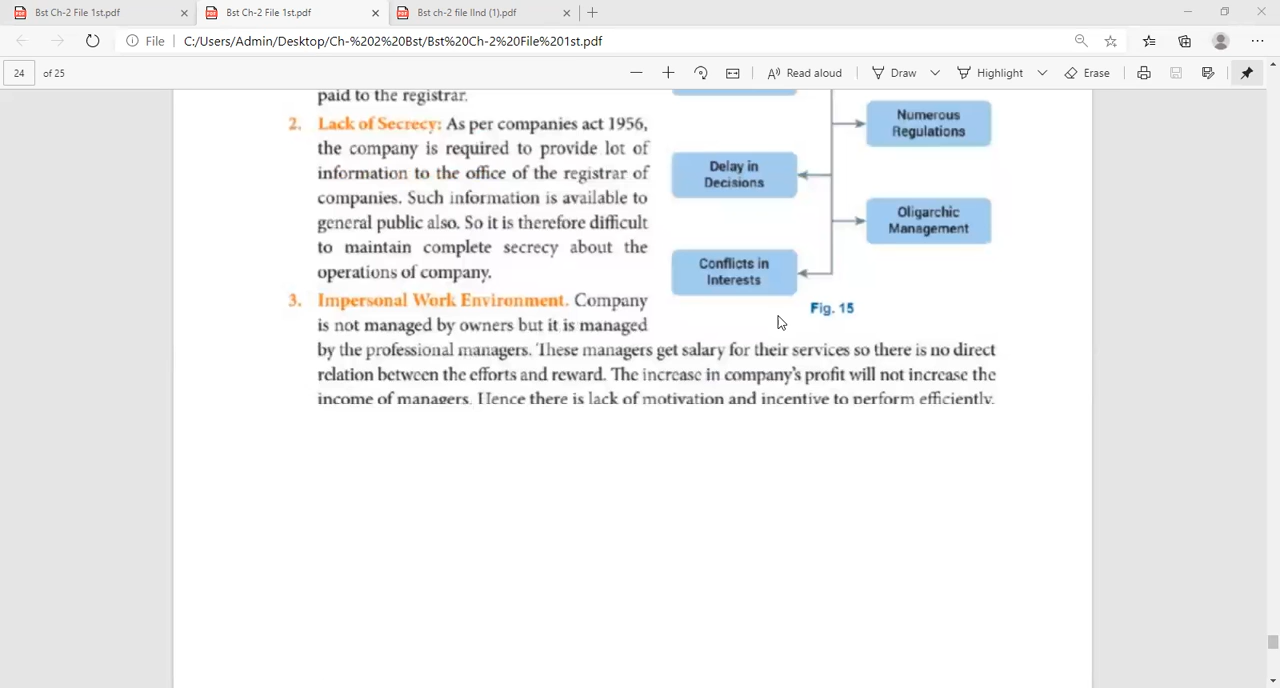 Bst Ch-2 File 1st.pdf
Bst Ch-2 File 1st.pdf
Bst ch-2 file IInd (1).pdf
File
C:/Users/Admin/Desktop/Ch-%202%20Bst/Bst%20Ch-2%20File%201st.pdf
24 of 25
Read aloud
Draw
Highlight
Erase
paid to the registrar.
2. Lack of Secrecy: As per companies act 1956,
the company is required to provide lot of
information to the office of the registrar of
companies. Such information is available to
general public also. So it is therefore difficult
to maintain complete secrecy about the
operations of company.
3. Impersonal Work Environment. Company
is not managed by owners but it is managed
by the professional managers. These managers get salary for their services so there is no direct
relation between the efforts and reward. The increase in company's profit will not increase the
income of managers. Hence there is lack of motivation and incentive to perform efficiently.
Numerous
Regulations
Delay in
Decisions
Oligarchic
Management
Conflicts in
Interests
Fig. 15